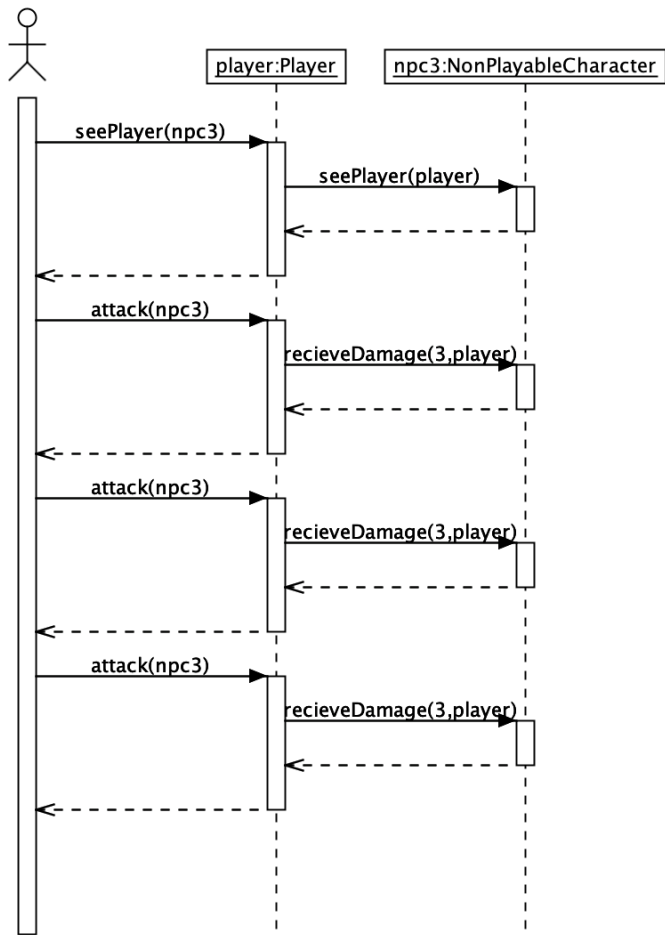 player:Player
npc3:NonPlayableCharacter
seePlayer(npc3)
seePlayer(player)
attack(npc3)
recieveDamage(3,player)
attack(npc3)
recieveDamage(3,player)
attack(npc3)
recieveDamage(3,player)